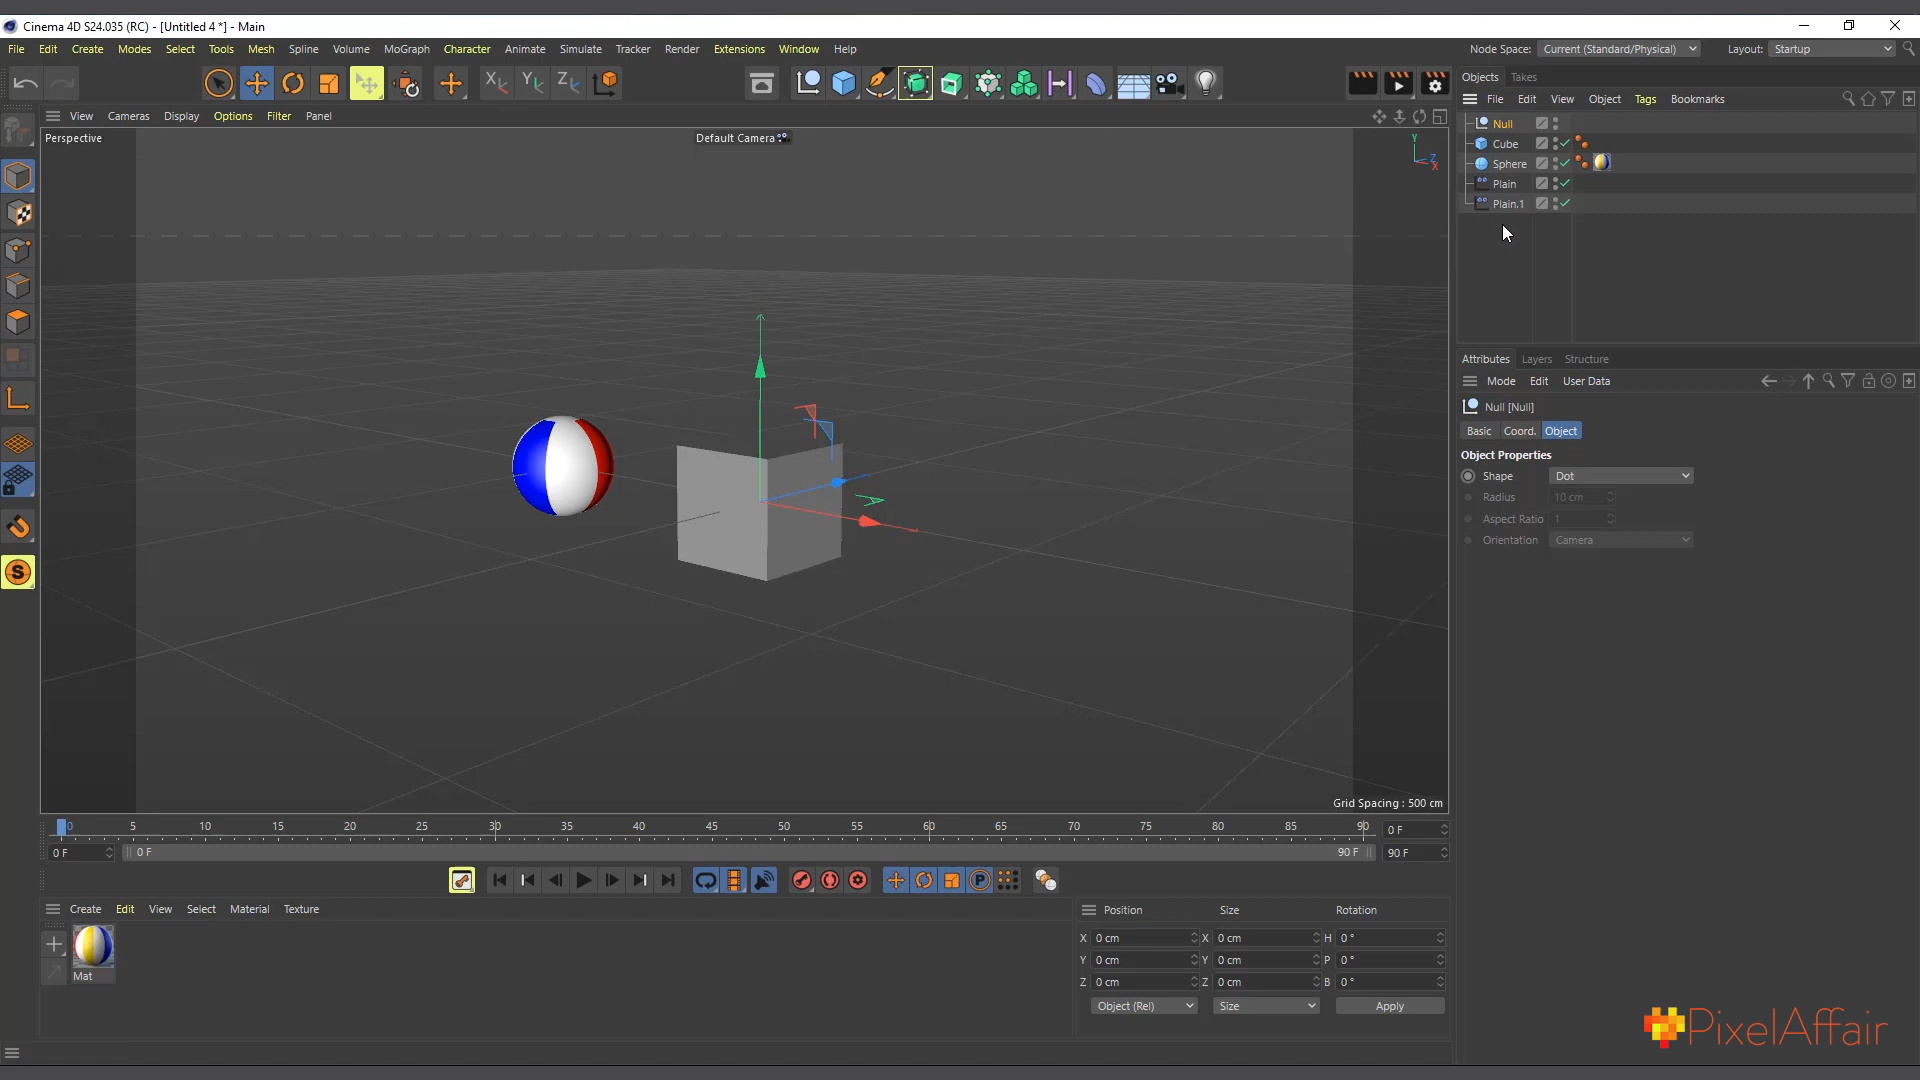 Cinema 4D S24.035 (RC) - [Untitled 4 *] - Main
File Edit Create Modes Select Tools Mesh Spline Volume MoGraph Character Animate Simulate Tracker Render Extensions Window Help Node Space: Current (Standard/Physical) Layout: Startup
X Y Z
Objects Takes
File Edit View Object Tags Bookmarks
View Cameras Display Options Filter Panel
Perspective Default Camera
Y Z X
Null
Cube
Sphere
Plain
Plain.1
Attributes Layers Structure
Mode Edit User Data
Null [Null]
Basic Coord. Object
Object Properties
Shape Dot
Radius 10 cm
Aspect Ratio 1
Orientation Camera
S
Grid Spacing : 500 cm
0 5 10 15 20 25 30 35 40 45 50 55 60 65 70 75 80 85 90 0 F
0 F 0 F 90 F 90 F
P
Create Edit View Select Material Texture
Mat
Position Size Rotation
X 0 cm X 0 cm H 0 °
Y 0 cm Y 0 cm P 0 °
Z 0 cm Z 0 cm B 0 °
Object (Rel) Size Apply
PixelAffair